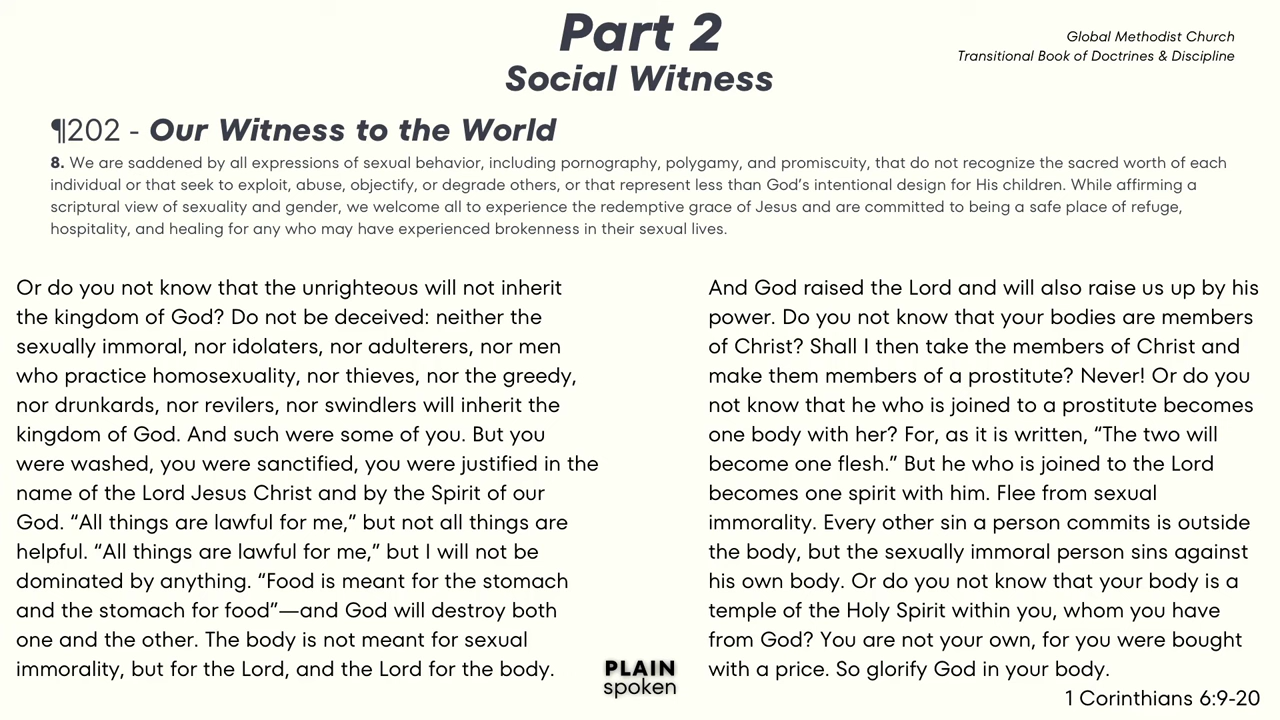 Part 2
Social Witness
Global Methodist Church
Transitional Book of Doctrines & Discipline
¶202 - Our Witness to the World
8. We are saddened by all expressions of sexual behavior, including pornography, polygamy, and promiscuity, that do not recognize the sacred worth of each
individual or that seek to exploit, abuse, objectify, or degrade others, or that represent less than God's intentional design for His children. While affirming a
scriptural view of sexuality and gender, we welcome all to experience the redemptive grace of Jesus and are committed to being a safe place of refuge,
hospitality, and healing for any who may have experienced brokenness in their sexual lives.
Or do you not know that the unrighteous will not inherit
the kingdom of God? Do not be deceived: neither the
sexually immoral, nor idolaters, nor adulterers, nor men
who practice homosexuality, nor thieves, nor the greedy,
nor drunkards, nor revilers, nor swindlers will inherit the
kingdom of God. And such were some of you. But you
were washed, you were sanctified, you were justified in the
name of the Lord Jesus Christ and by the Spirit of our
God. “All things are lawful for me,” but not all things are
helpful. “All things are lawful for me,” but I will not be
dominated by anything. “Food is meant for the stomach
and the stomach for food”—and God will destroy both
one and the other. The body is not meant for sexual
immorality, but for the Lord, and the Lord for the body.
And God raised the Lord and will also raise us up by his
power. Do you not know that your bodies are members
of Christ? Shall I then take the members of Christ and
make them members of a prostitute? Never! Or do you
not know that he who is joined to a prostitute becomes
one body with her? For, as it is written, “The two will
become one flesh.” But he who is joined to the Lord
becomes one spirit with him. Flee from sexual
immorality. Every other sin a person commits is outside
the body, but the sexually immoral person sins against
his own body. Or do you not know that your body is a
temple of the Holy Spirit within you, whom you have
from God? You are not your own, for you were bought
with a price. So glorify God in your body.
1 Corinthians 6:9-20
PLAIN
spoken